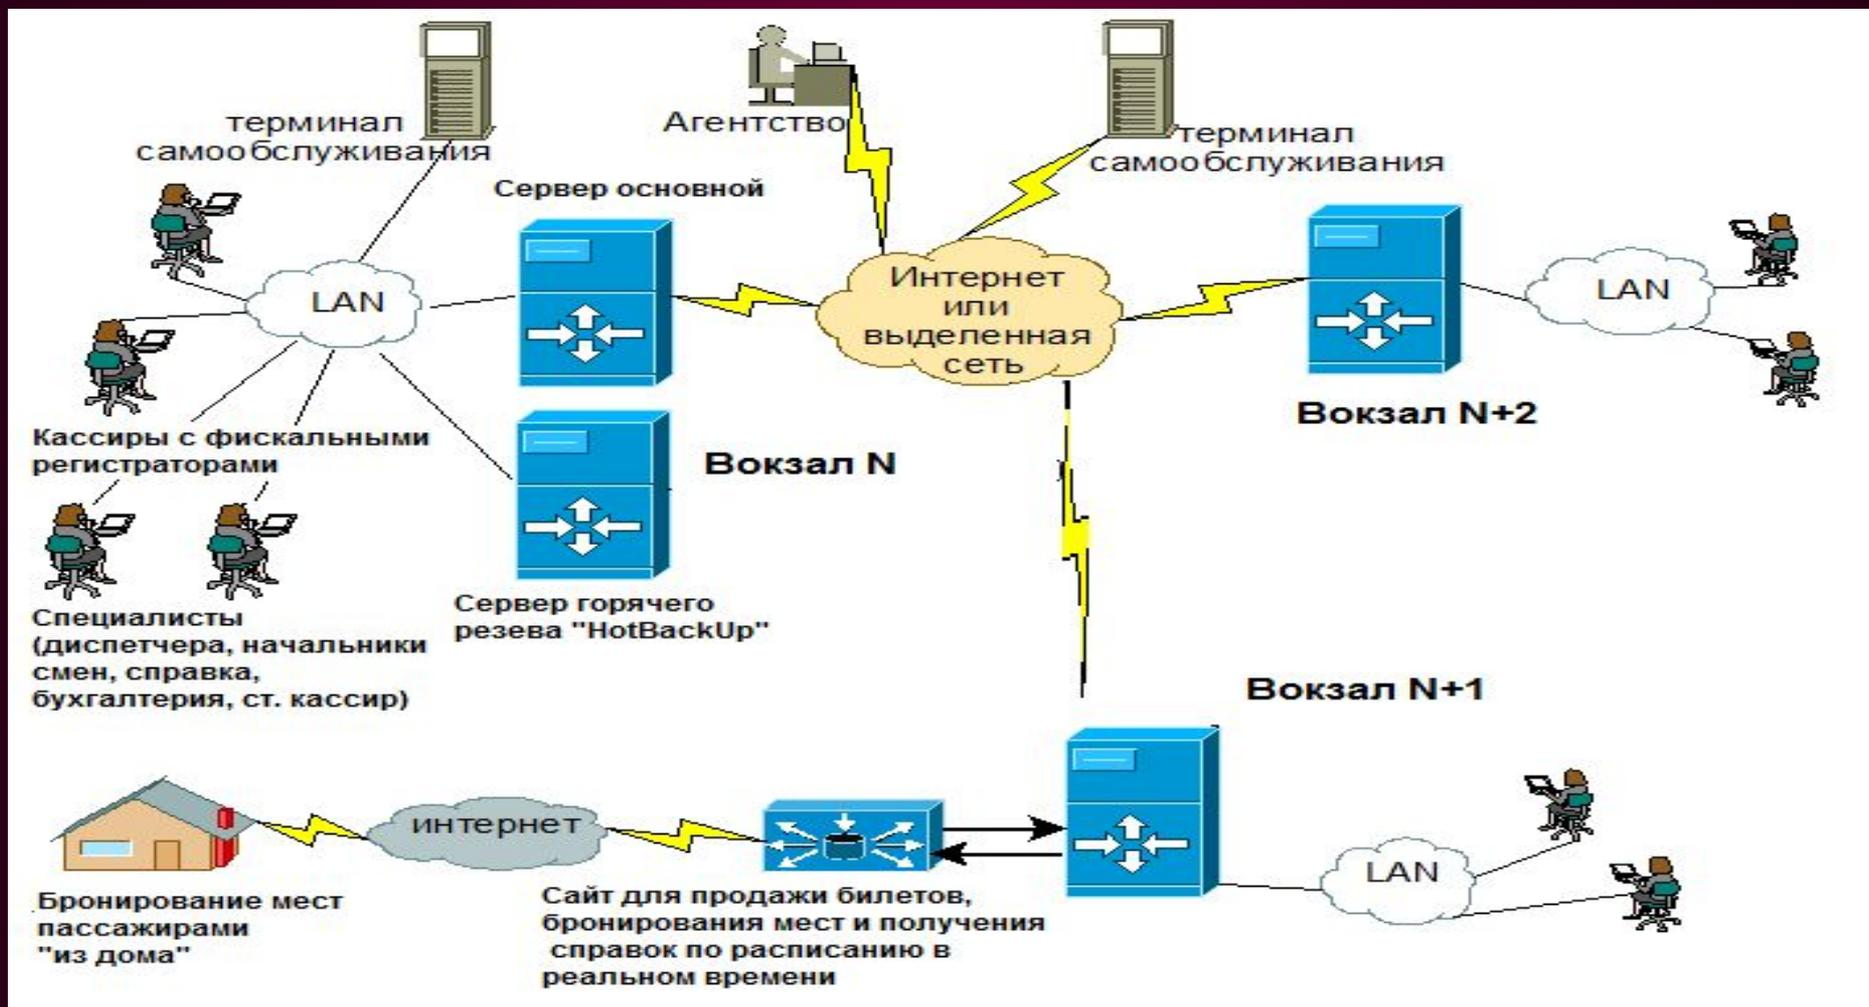 терминал
самообслуживания
Агентство
терминал
самообслуживания
Сервер основной
LAN
Интернет
или
выделенная
сеть
LAN
Вокзал N+2
Кассиры с фискальными
регистраторами
Вокзал N
Специалисты
(диспетчера, начальники
смен, справка,
бухгалтерия, ст. кассир)
Сервер горячего
резева "HotBackUp"
Вокзал N+1
интернет
LAN
Бронирование мест
пассажирами
"из дома"
Сайт для продажи билетов,
бронирования мест и получения
справок по расписанию в
реальном времени